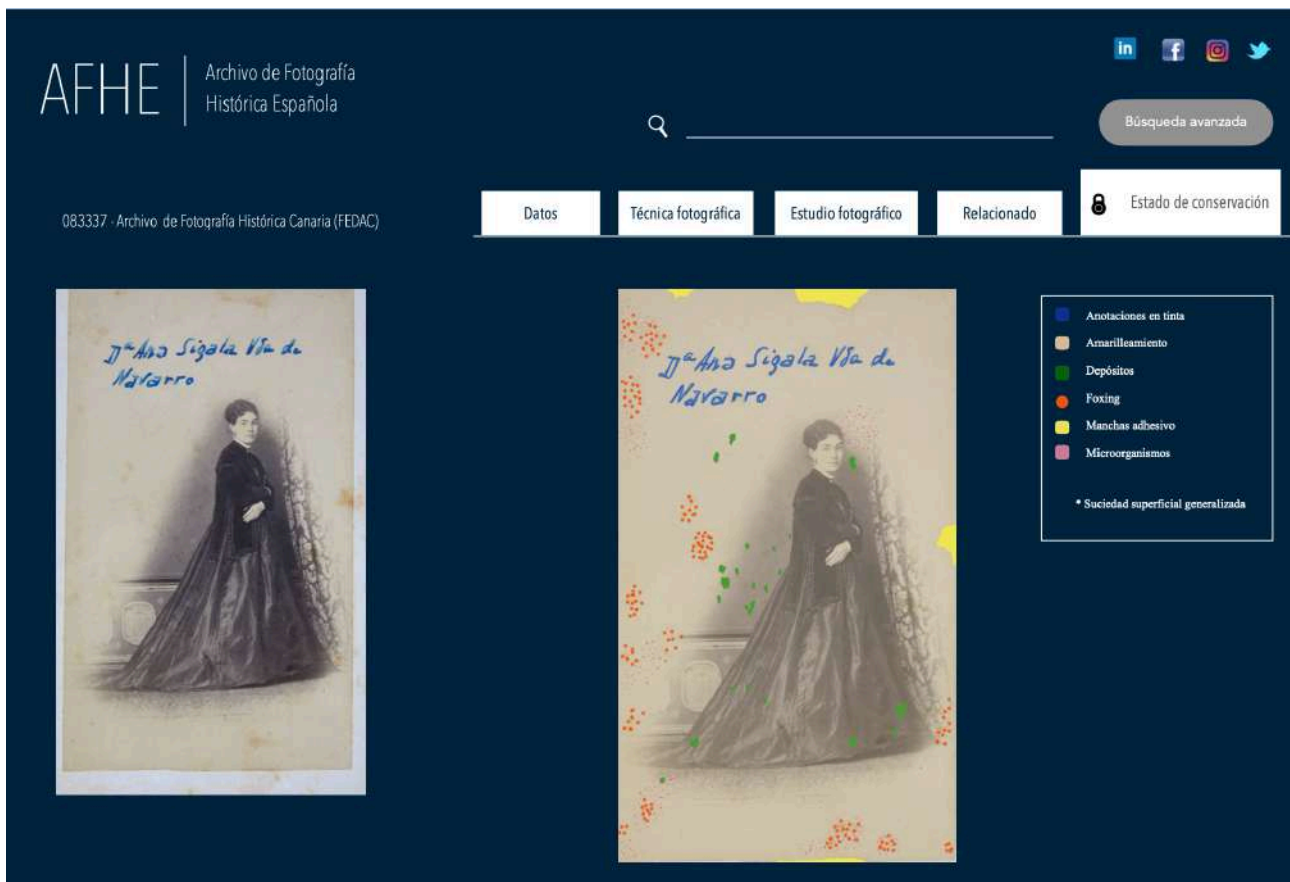 AFHE
Archivo de Fotografía
Histórica Española
in
f
Búsqueda avanzada
083337 - Archivo de Fotografía Histórica Canaria (FEDAC)
Datos
Técnica fotográfica
Estudio fotográfico
Relacionado
Estado de conservación
Dª Ana Sigala Vda de
Navarro
Dª Ana Sigala Vda de
Navarro
Anotaciones en tinta
Amarilleamiento
Depósitos
Foxing
Manchas adhesivo
Microorganismos
* Suciedad superficial generalizada